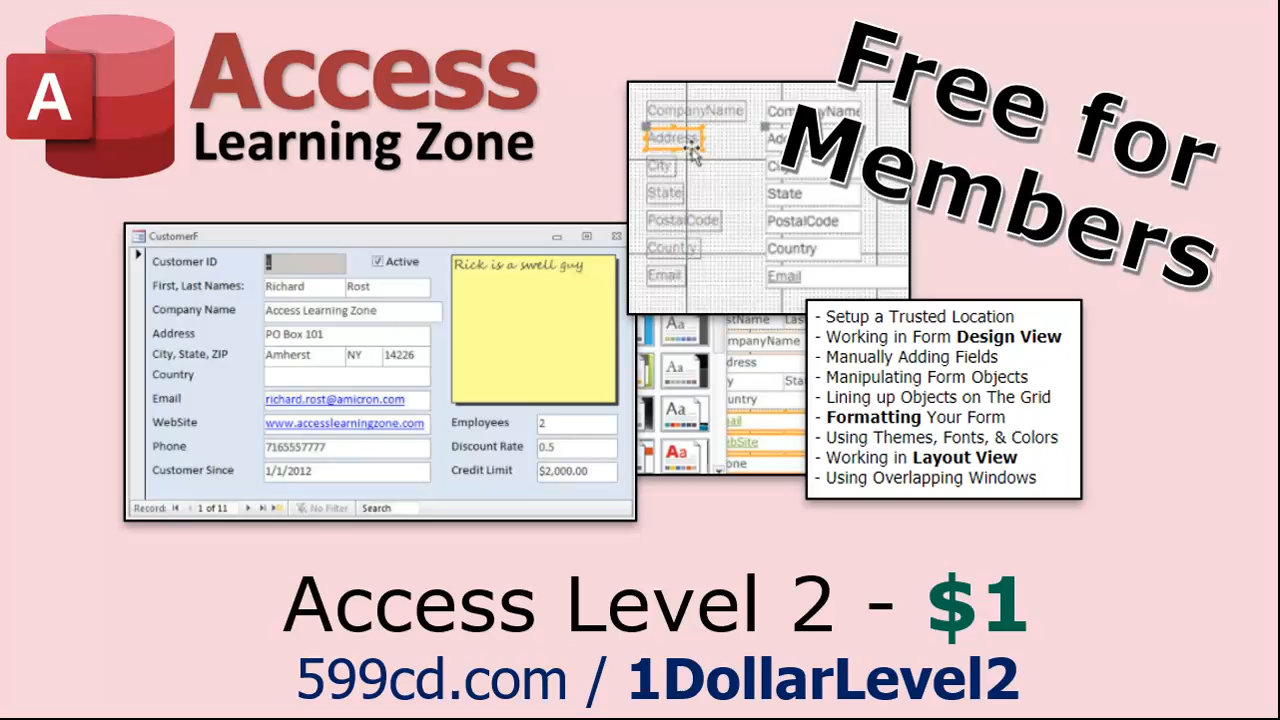 A
Access
Learning Zone
Free for
Members
CompanyName CompanyName
Address
City
State State
PostalCode PostalCode
Country Country
Email Email
CustomerF
Customer ID Active
First, Last Names: Richard Rost
Company Name Access Learning Zone
Address PO Box 101
City, State, ZIP Amherst NY 14226
Country
Email richard.rost@amicron.com
WebSite www.accesslearningzone.com
Phone 7165557777
Customer Since 1/1/2012
Rick is a swell guy
Employees 2
Discount Rate 0.5
Credit Limit $2,000.00
Record: 1 of 11 No Filter Search
Aa
Aa
Aa
Aa
- Setup a Trusted Location
- Working in Form Design View
- Manually Adding Fields
- Manipulating Form Objects
- Lining up Objects on The Grid
- Formatting Your Form
- Using Themes, Fonts, & Colors
- Working in Layout View
- Using Overlapping Windows
Access Level 2 - $1
599cd.com / 1DollarLevel2